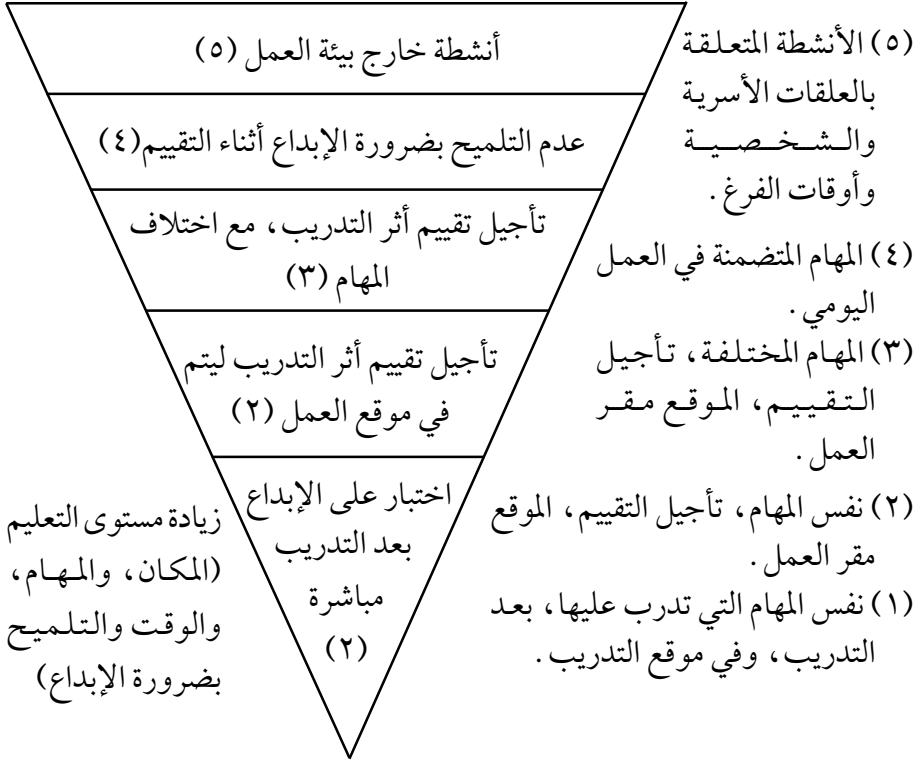 أنشطة خارج بيئة العمل (٥)
عدم التلميح بضرورة الإبداع أثناء التقييم(٤)
تأجيل تقييم أثر التدريب، مع اختلاف
المهام (٣)
تأجيل تقييم أثر التدريب ليتم
في موقع العمل (٢)
اختبار على الإبداع
بعد التدريب
مباشرة
(٢)
(٥) الأنشطة المتعلقة
بالعلقات الأسرية
والشخصية
وأوقات الفرغ.
(٤) المهام المتضمنة في العمل
اليومي.
(٣) المهام المختلفة، تأجيل
التقييم، الموقع مقر
العمل.
(٢) نفس المهام، تأجيل التقييم، الموقع
مقر العمل.
(١) نفس المهام التي تدرب عليها، بعد
التدريب، وفي موقع التدريب.
زيادة مستوى التعليم
(المكان، والمهام،
والوقت والتلميح
بضرورة الإبداع)